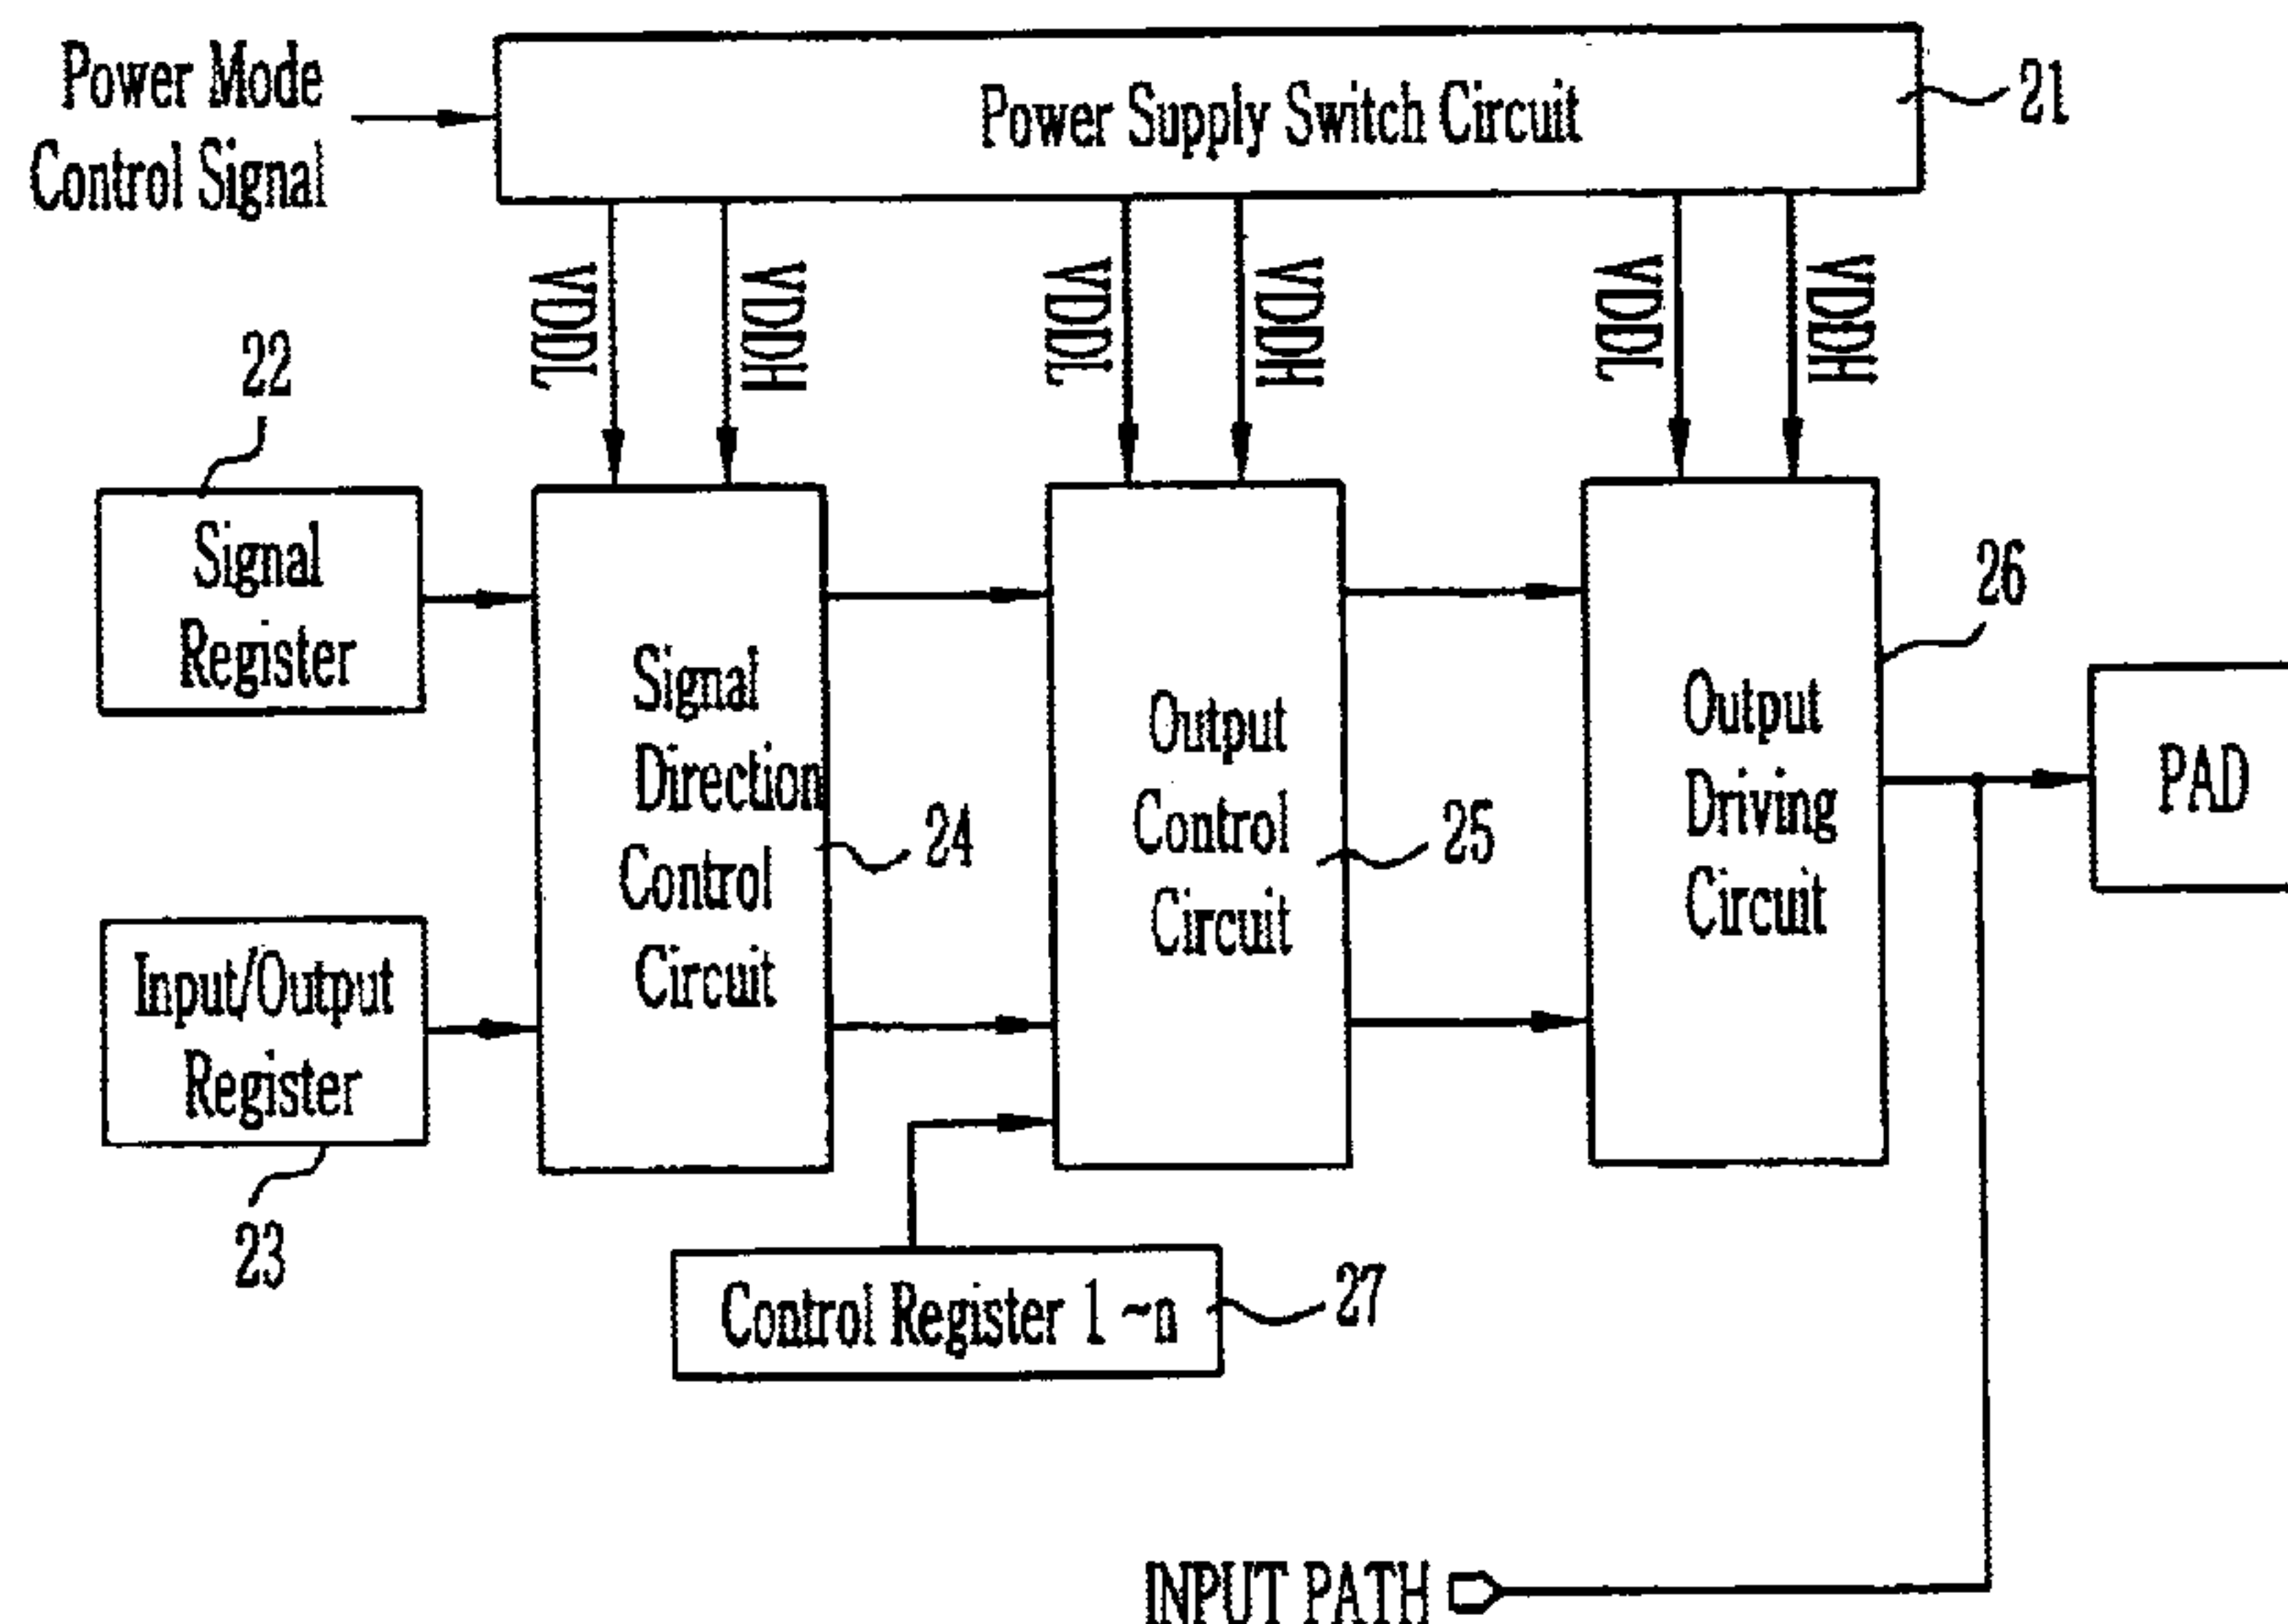 Power Mode
Control Signal
Power Supply Switch Circuit
21
VDDL
VDDH
VDDL
VDDH
VDDL
VDDH
22
Signal
Register
Signal
Direction
Control
Circuit
24
Output
Control
Circuit
25
Output
Driving
Circuit
26
PAD
Input/Output
Register
23
Control Register 1 ~n
27
INPUT PATH